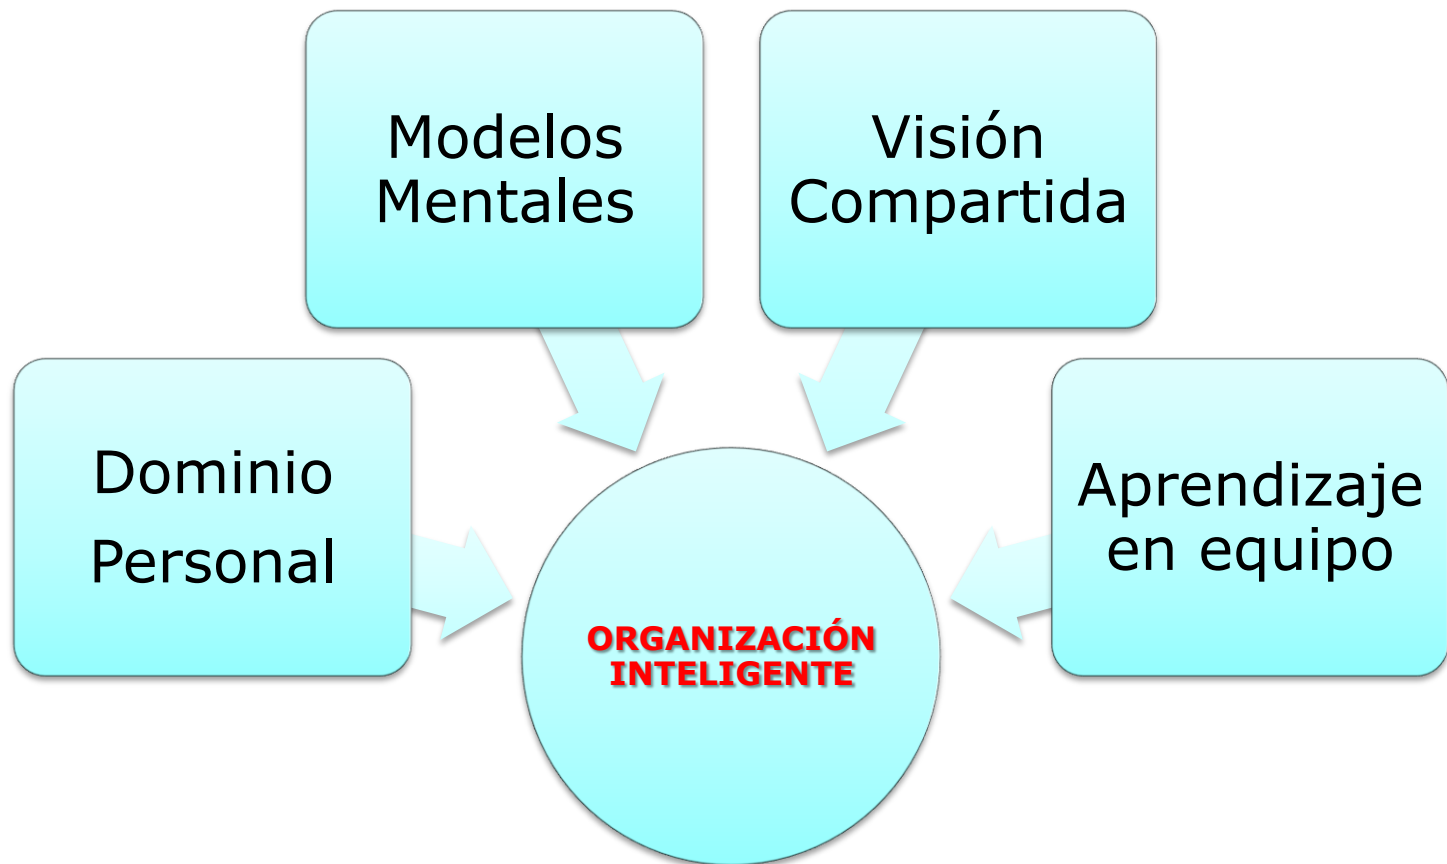 Modelos
Mentales
Visión
Compartida
Dominio
Personal
Aprendizaje
en equipo
ORGANIZACIÓN
INTELIGENTE